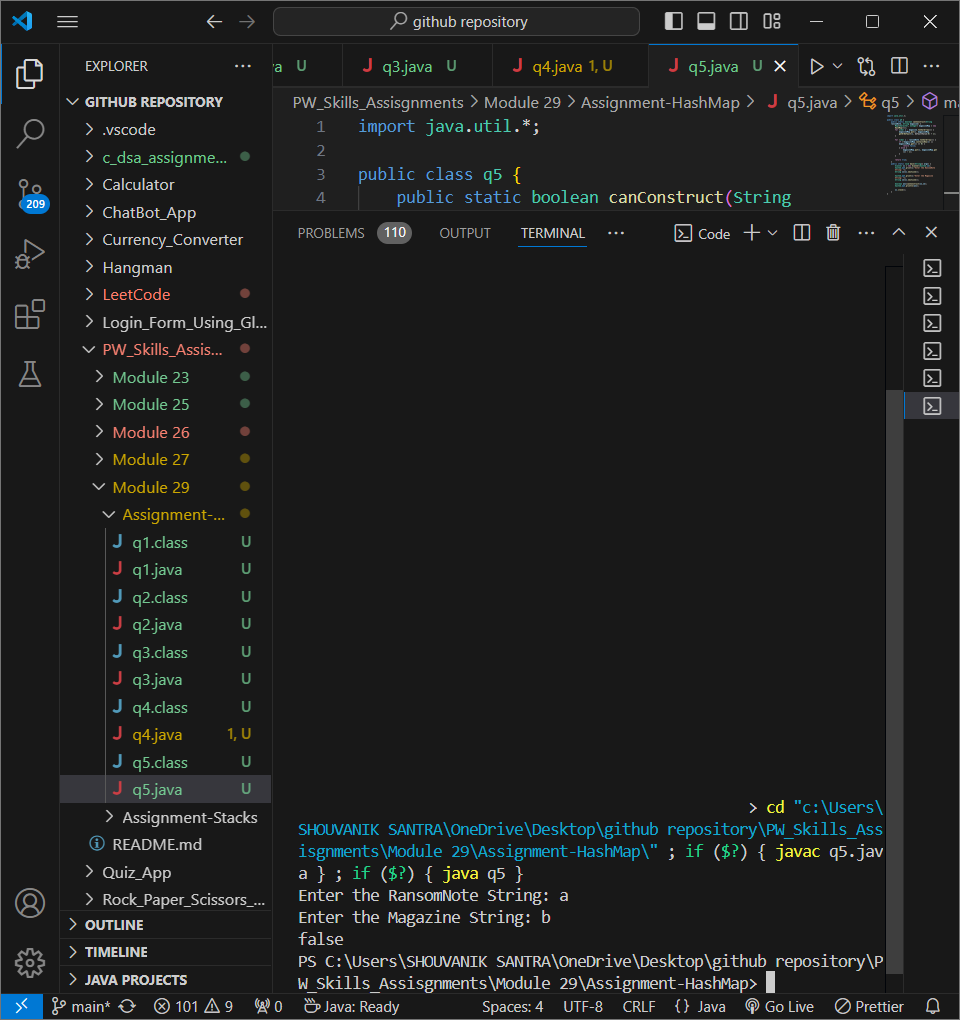 github repository
EXPLORER
GITHUB REPOSITORY
.vscode
c_dsa_assignme...
Calculator
ChatBot_App
Currency_Converter
Hangman
LeetCode
Login_Form_Using_Gl...
PW_Skills_Assis...
Module 23
Module 25
Module 26
Module 27
Module 29
Assignment-...
q1.class U
q1.java U
q2.class U
q2.java U
q3.class U
q3.java U
q4.class U
q4.java 1, U
q5.class U
q5.java U
Assignment-Stacks
README.md
Quiz_App
Rock_Paper_Scissors_...
OUTLINE
TIMELINE
JAVA PROJECTS
209
va U q3.java U q4.java 1, U q5.java U
PW_Skills_Assisgnments > Module 29 > Assignment-HashMap > q5.java > q5 > ma
1 import java.util.*;
2
3 public class q5 {
4 public static boolean canConstruct(String
PROBLEMS 110 OUTPUT TERMINAL ... Code
> cd "c:\Users\
SHOUVANIK SANTRA\OneDrive\Desktop\github repository\PW_Skills_Ass
isgnments\Module 29\Assignment-HashMap\" ; if ($?) { javac q5.jav
a } ; if ($?) { java q5 }
Enter the RansomNote String: a
Enter the Magazine String: b
false
PS C:\Users\SHOUVANIK SANTRA\OneDrive\Desktop\github repository\P
W_Skills_Assisgnments\Module 29\Assignment-HashMap>
main* 101 9 0 Java: Ready Spaces: 4 UTF-8 CRLF {} Java Go Live Prettier